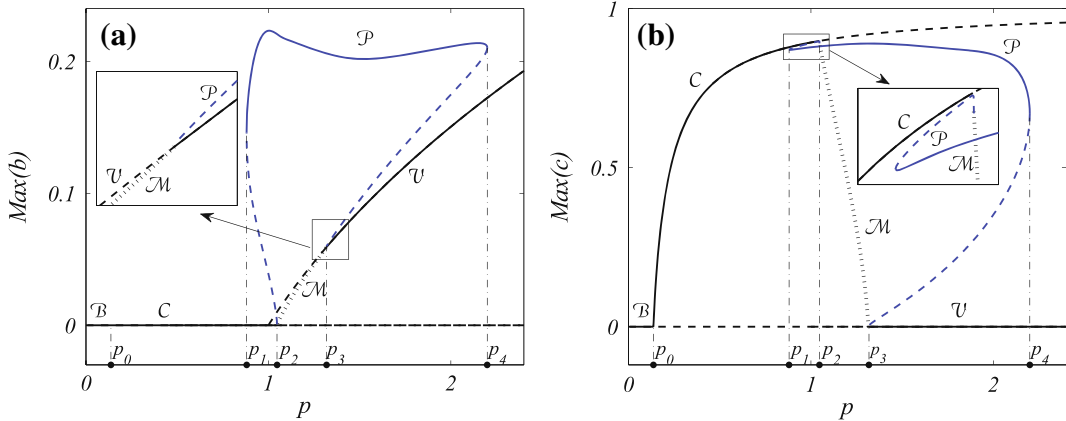 (a)
Max(b)
0.2
0.1
0
𝒫
𝒫
𝒱
ℳ
𝒱
ℳ
ℬ
C
p₀
p₁
p₂
p₃
p₄
0
1
2
p
(b)
Max(c)
1
0.5
0
C
𝒫
C
𝒫
ℳ
ℳ
ℬ
𝒱
p₀
p₁
p₂
p₃
p₄
0
1
2
p